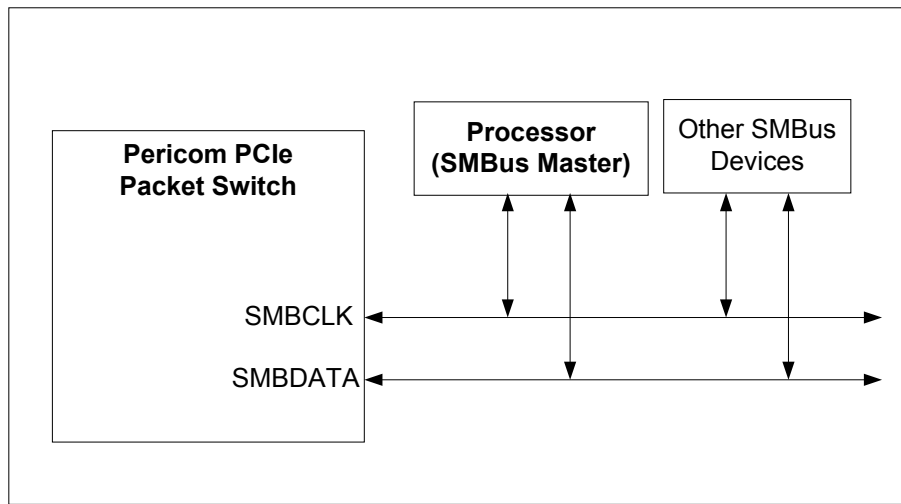 Pericom PCIe
Packet Switch
Processor
(SMBus Master)
Other SMBus
Devices
SMBCLK
SMBDATA